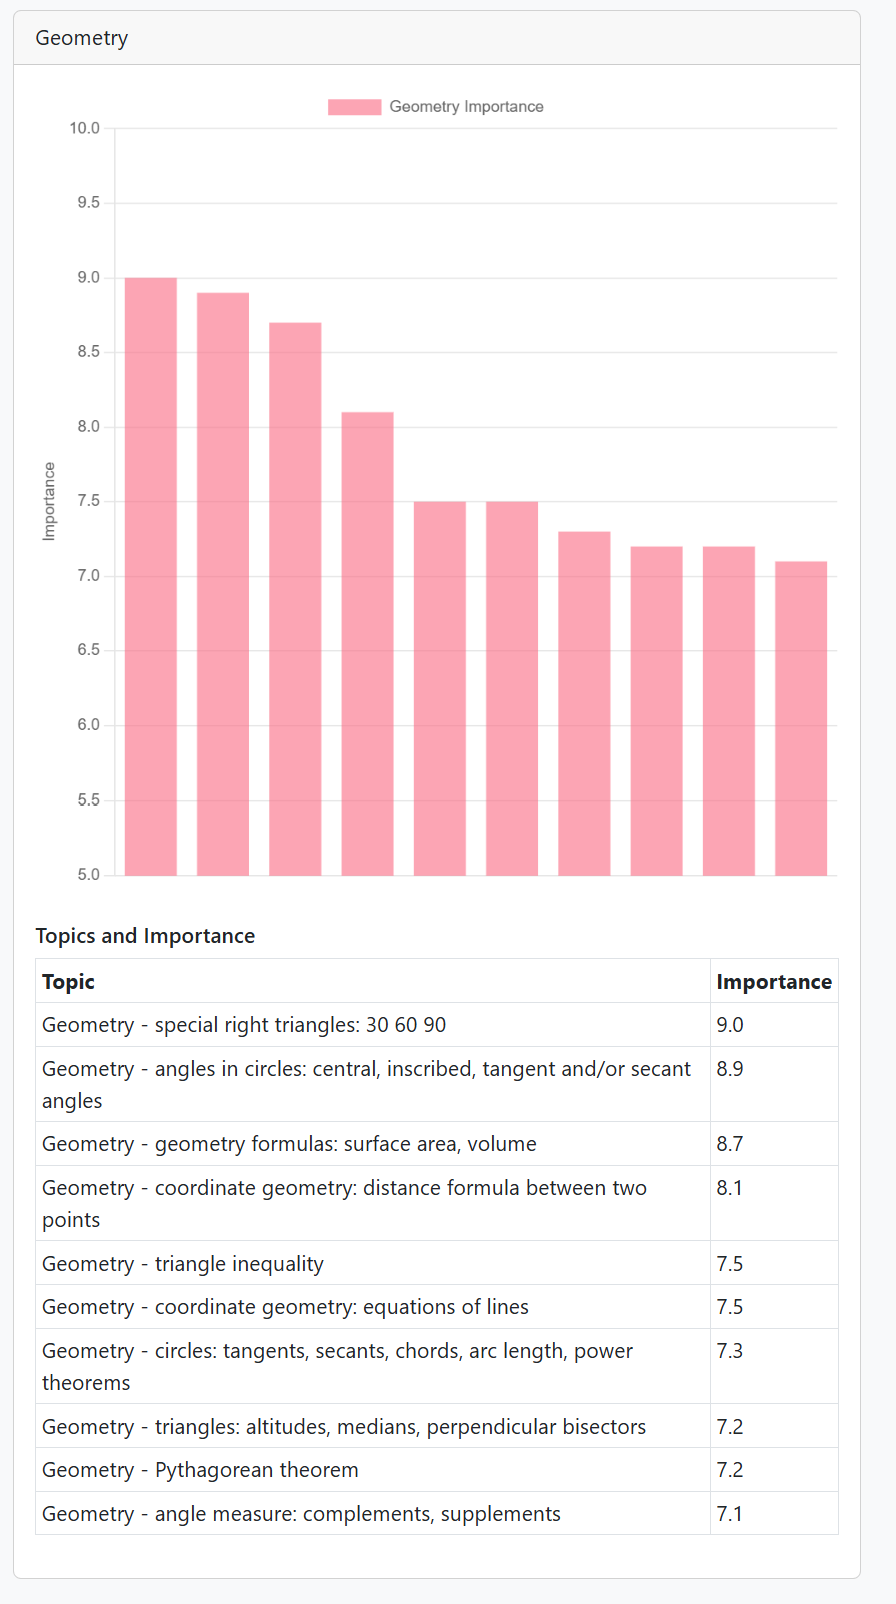 Geometry
Geometry Importance
10.0
9.5
9.0
8.5
8.0
7.5
7.0
6.5
6.0
5.5
5.0
Importance
Topics and Importance
Topic Importance
Geometry - special right triangles: 30 60 90 9.0
Geometry - angles in circles: central, inscribed, tangent and/or secant 8.9
angles
Geometry - geometry formulas: surface area, volume 8.7
Geometry - coordinate geometry: distance formula between two 8.1
points
Geometry - triangle inequality 7.5
Geometry - coordinate geometry: equations of lines 7.5
Geometry - circles: tangents, secants, chords, arc length, power 7.3
theorems
Geometry - triangles: altitudes, medians, perpendicular bisectors 7.2
Geometry - Pythagorean theorem 7.2
Geometry - angle measure: complements, supplements 7.1